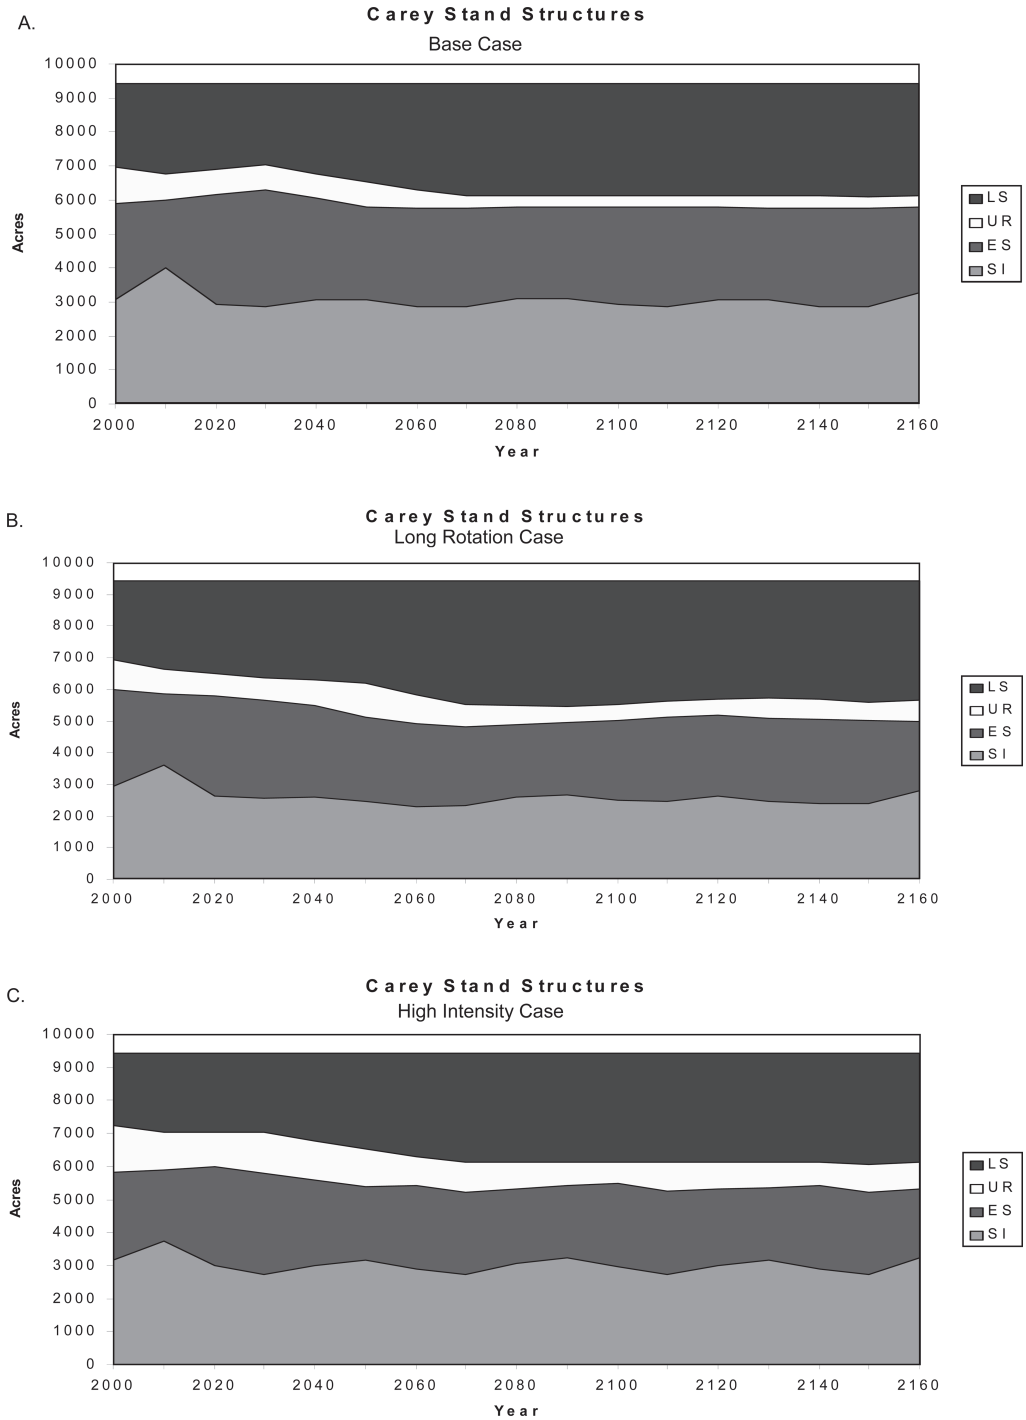 A.
Carey Stand Structures
Base Case
10000
9000
8000
7000
6000
5000
4000
3000
2000
1000
0
Acres
2000 2020 2040 2060 2080 2100 2120 2140 2160
Year
LS
UR
ES
SI
B.
Carey Stand Structures
Long Rotation Case
10000
9000
8000
7000
6000
5000
4000
3000
2000
1000
0
Acres
2000 2020 2040 2060 2080 2100 2120 2140 2160
Year
LS
UR
ES
SI
C.
Carey Stand Structures
High Intensity Case
10000
9000
8000
7000
6000
5000
4000
3000
2000
1000
0
Acres
2000 2020 2040 2060 2080 2100 2120 2140 2160
Year
LS
UR
ES
SI